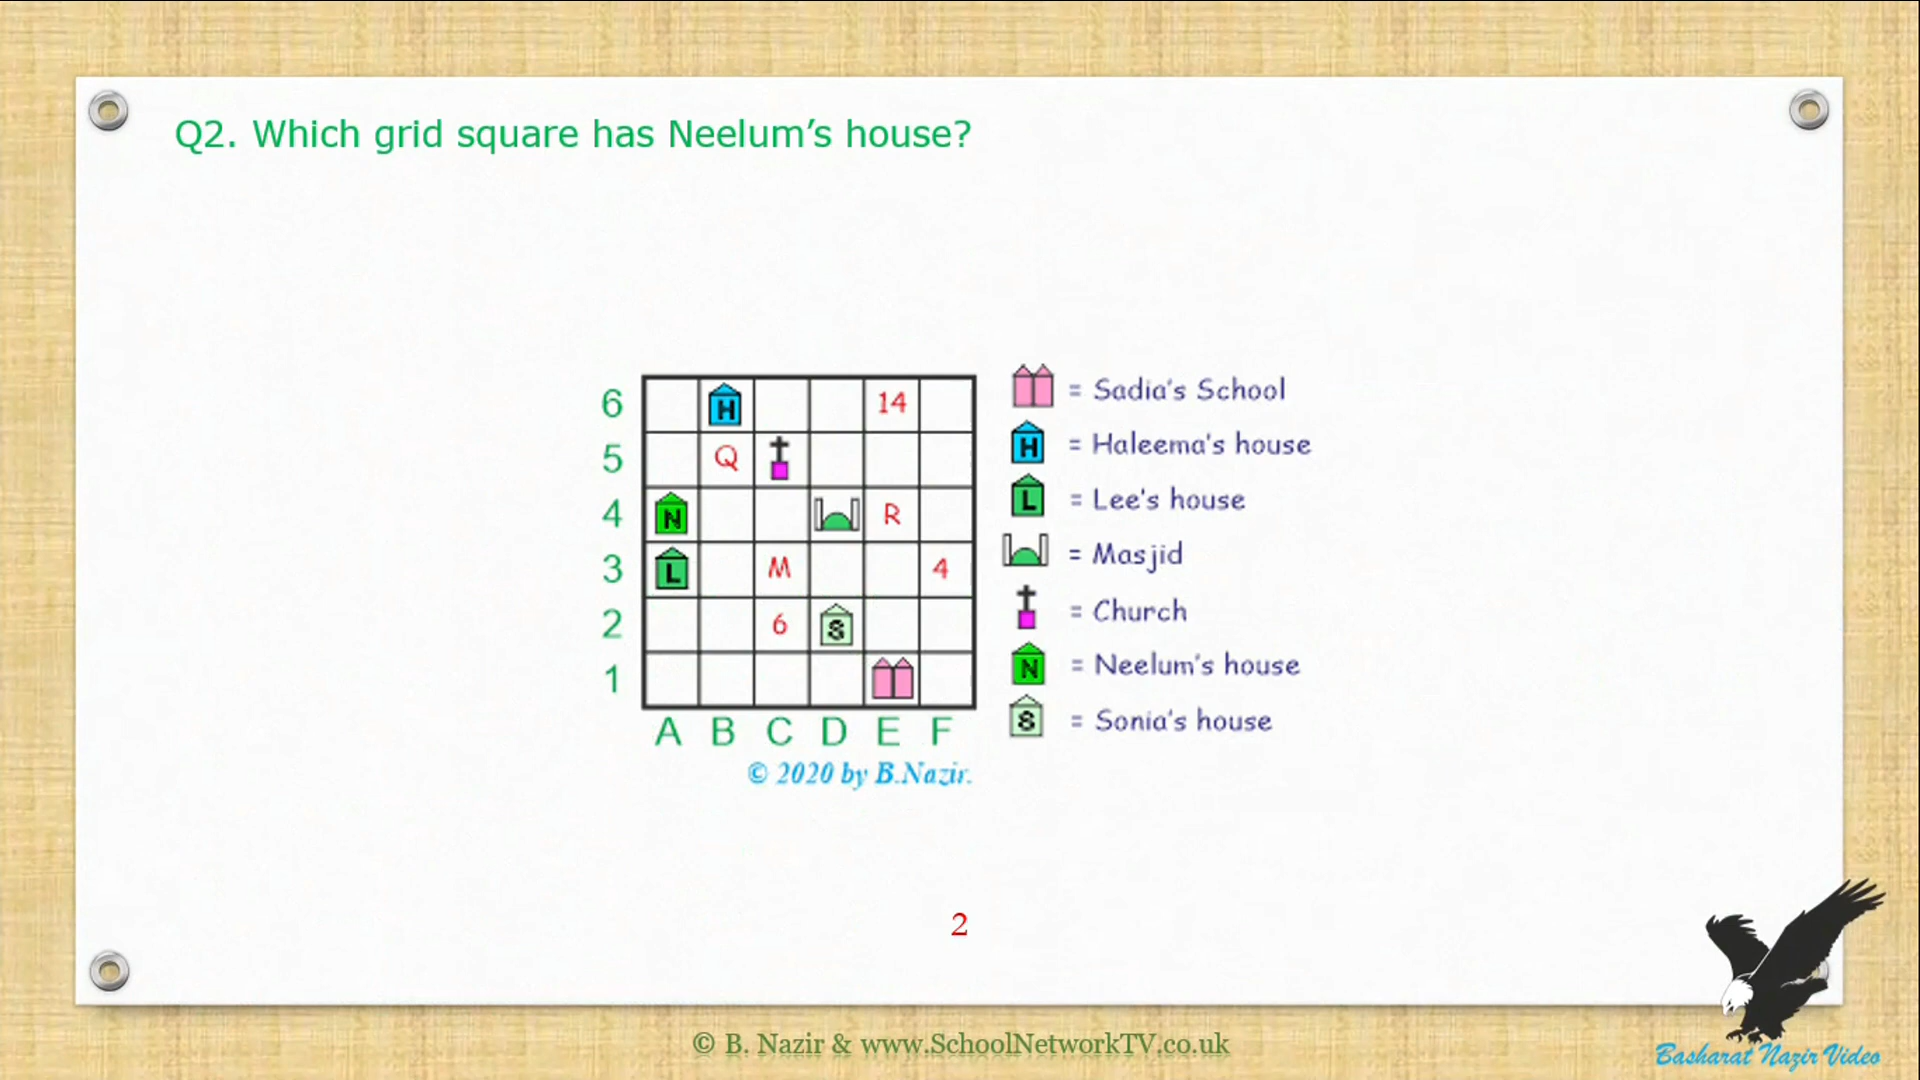 Q2. Which grid square has Neelum’s house?
6 H 14
5 Q
4 N R
3 L M 4
2 6 S
1
A B C D E F
© 2020 by B.Nazir.
= Sadia's School
H = Haleema's house
L = Lee's house
= Masjid
= Church
N = Neelum's house
S = Sonia's house
2
© B. Nazir & www.SchoolNetworkTV.co.uk
Basharat Nazir Video